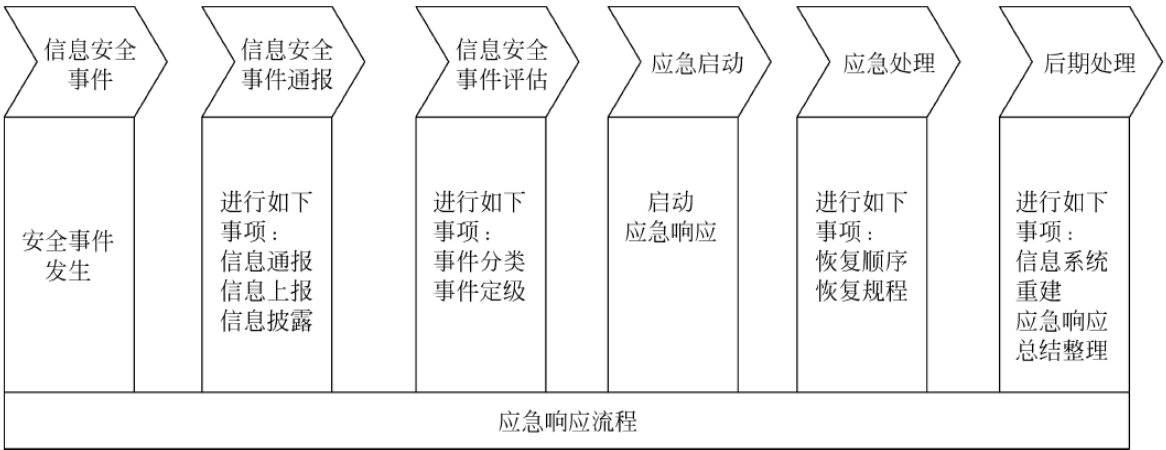 信息安全
事件
信息安全
事件通报
信息安全
事件评估
应急启动
应急处理
后期处理
安全事件
发生
进行如下
事项：
信息通报
信息上报
信息披露
进行如下
事项：
事件分类
事件定级
启动
应急响应
进行如下
事项：
恢复顺序
恢复规程
进行如下
事项：
信息系统
重建
应急响应
总结整理
应急响应流程